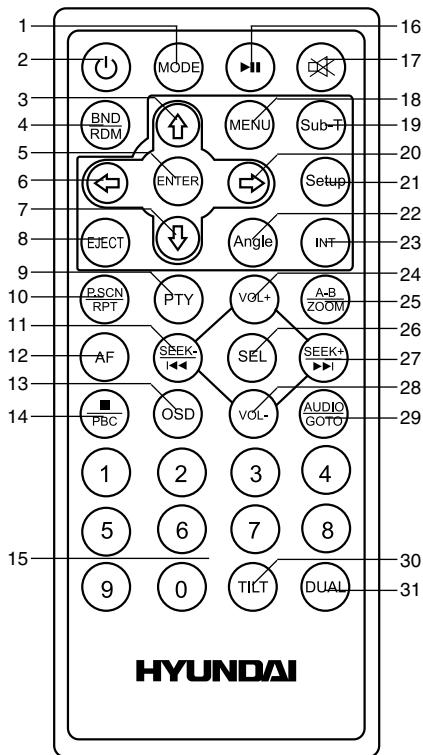 1
16
2
MODE
17
3
18
BND
RDM
MENU
Sub-T
4
19
5
20
6
ENTER
Setup
21
7
22
8
EJECT
Angle
INT
23
9
24
P.SCN
RPT
PTY
VOL+
A-B
ZOOM
10
25
11
26
12
AF
SEEK-
SEL
SEEK+
27
13
28
14
PBC
OSD
VOL-
AUDIO
GOTO
29
1 2 3 4
5 6 7 8
15
30
9 0 TILT DUAL
31
HYUNDAI